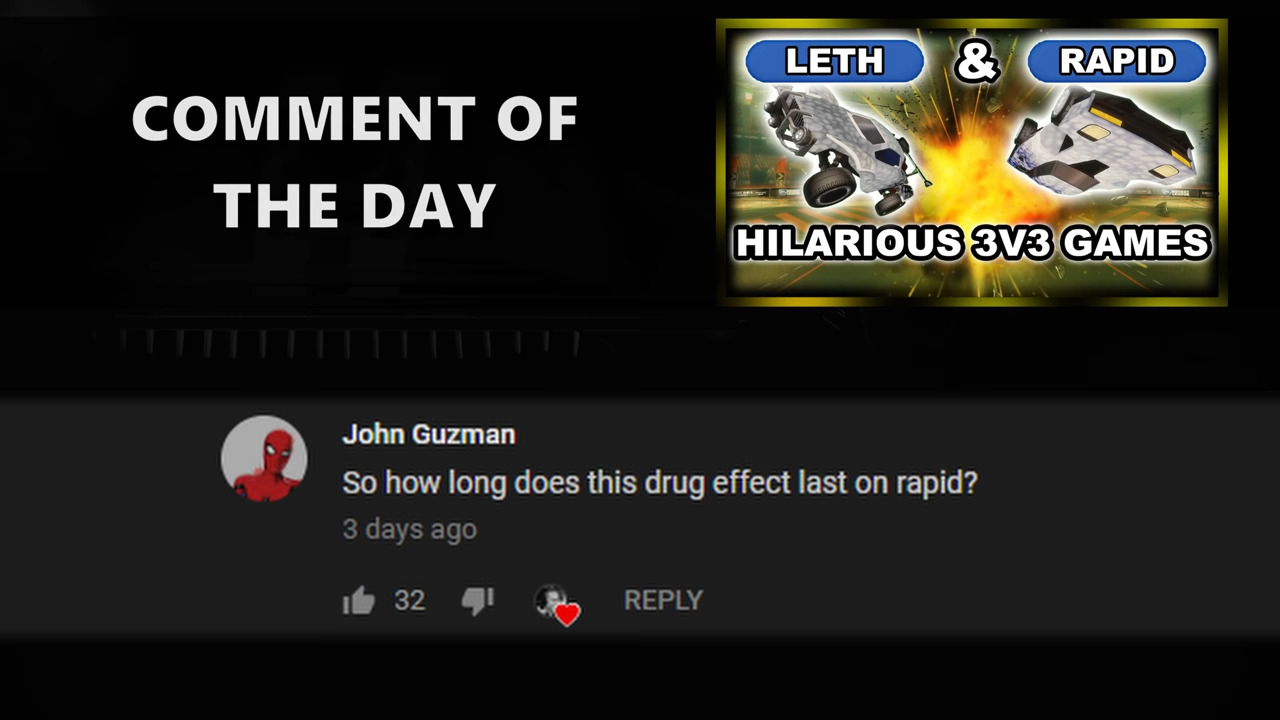 COMMENT OF
THE DAY
LETH & RAPID
HILARIOUS 3V3 GAMES
John Guzman
So how long does this drug effect last on rapid?
3 days ago
32 REPLY